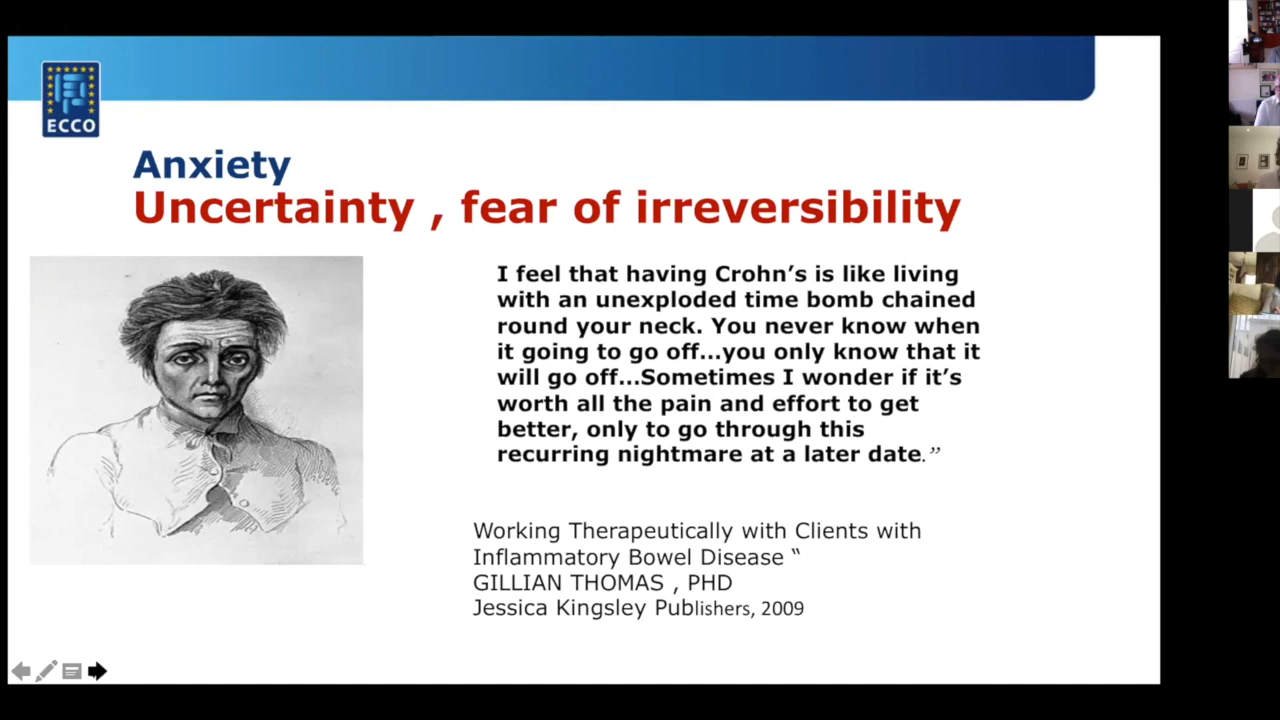 ECCO
Anxiety
Uncertainty , fear of irreversibility
I feel that having Crohn’s is like living
with an unexploded time bomb chained
round your neck. You never know when
it going to go off...you only know that it
will go off...Sometimes I wonder if it’s
worth all the pain and effort to get
better, only to go through this
recurring nightmare at a later date.”
Working Therapeutically with Clients with
Inflammatory Bowel Disease “
GILLIAN THOMAS , PHD
Jessica Kingsley Publishers, 2009